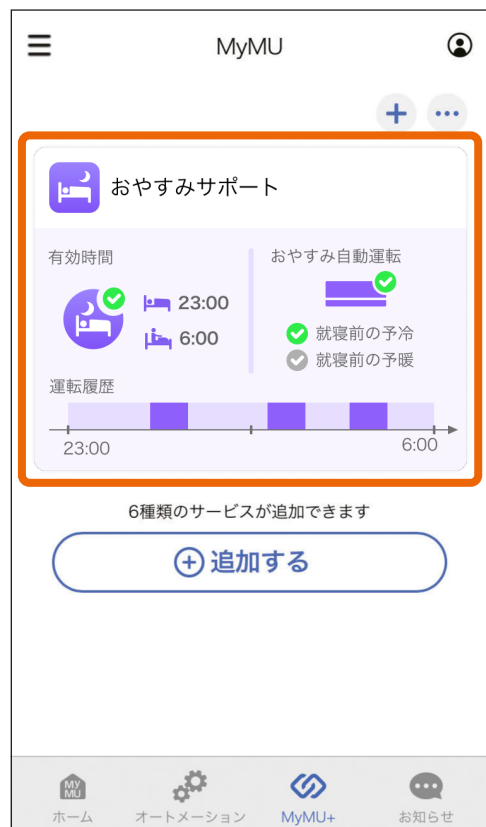 MyMU
おやすみサポート
有効時間
23:00
6:00
おやすみ自動運転
就寝前の予冷
就寝前の予暖
運転履歴
23:00
6:00
6種類のサービスが追加できます
追加する
MY
MU
ホーム
オートメーション
MyMU+
お知らせ